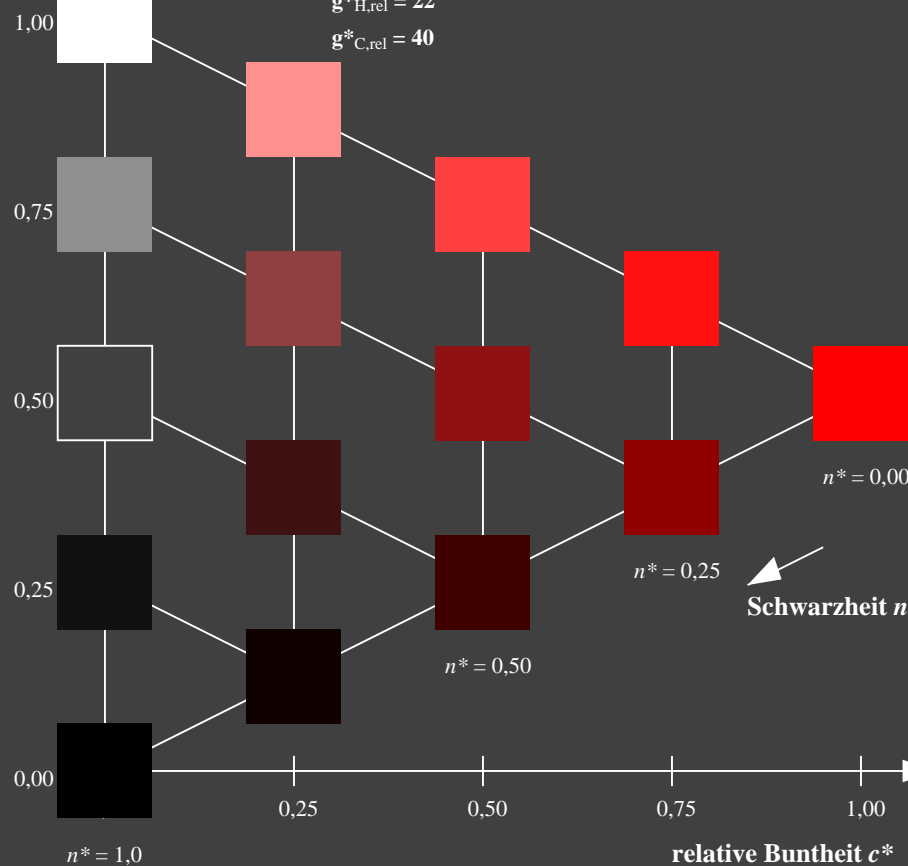 g*H,rel = 22
1,00
g*C,rel = 40
0,75
0,50
n* = 0,00
n* = 0,25
0,25
Schwarzheit n
n* = 0,50
0,00
0,25
0,50
0,75
1,00
n* = 1,0
relative Buntheit c*